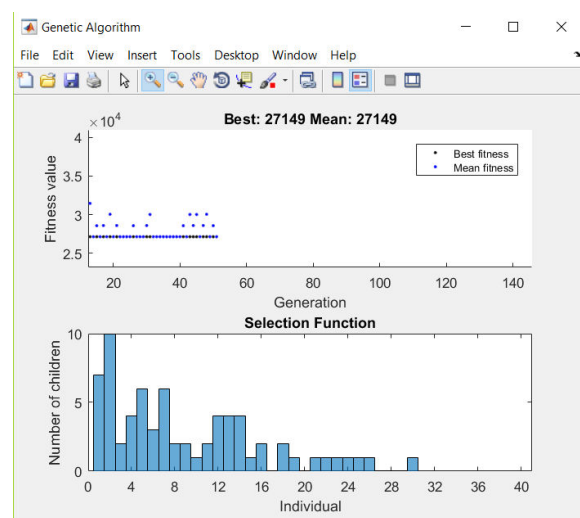 Genetic Algorithm
File Edit View Insert Tools Desktop Window Help
×10^4
Best: 27149 Mean: 27149
4
3.5
3
2.5
Fitness value
Best fitness
Mean fitness
20 40 60 80 100 120 140
Generation
Selection Function
10
5
0
Number of children
0 4 8 12 16 20 24 28 32 36 40
Individual